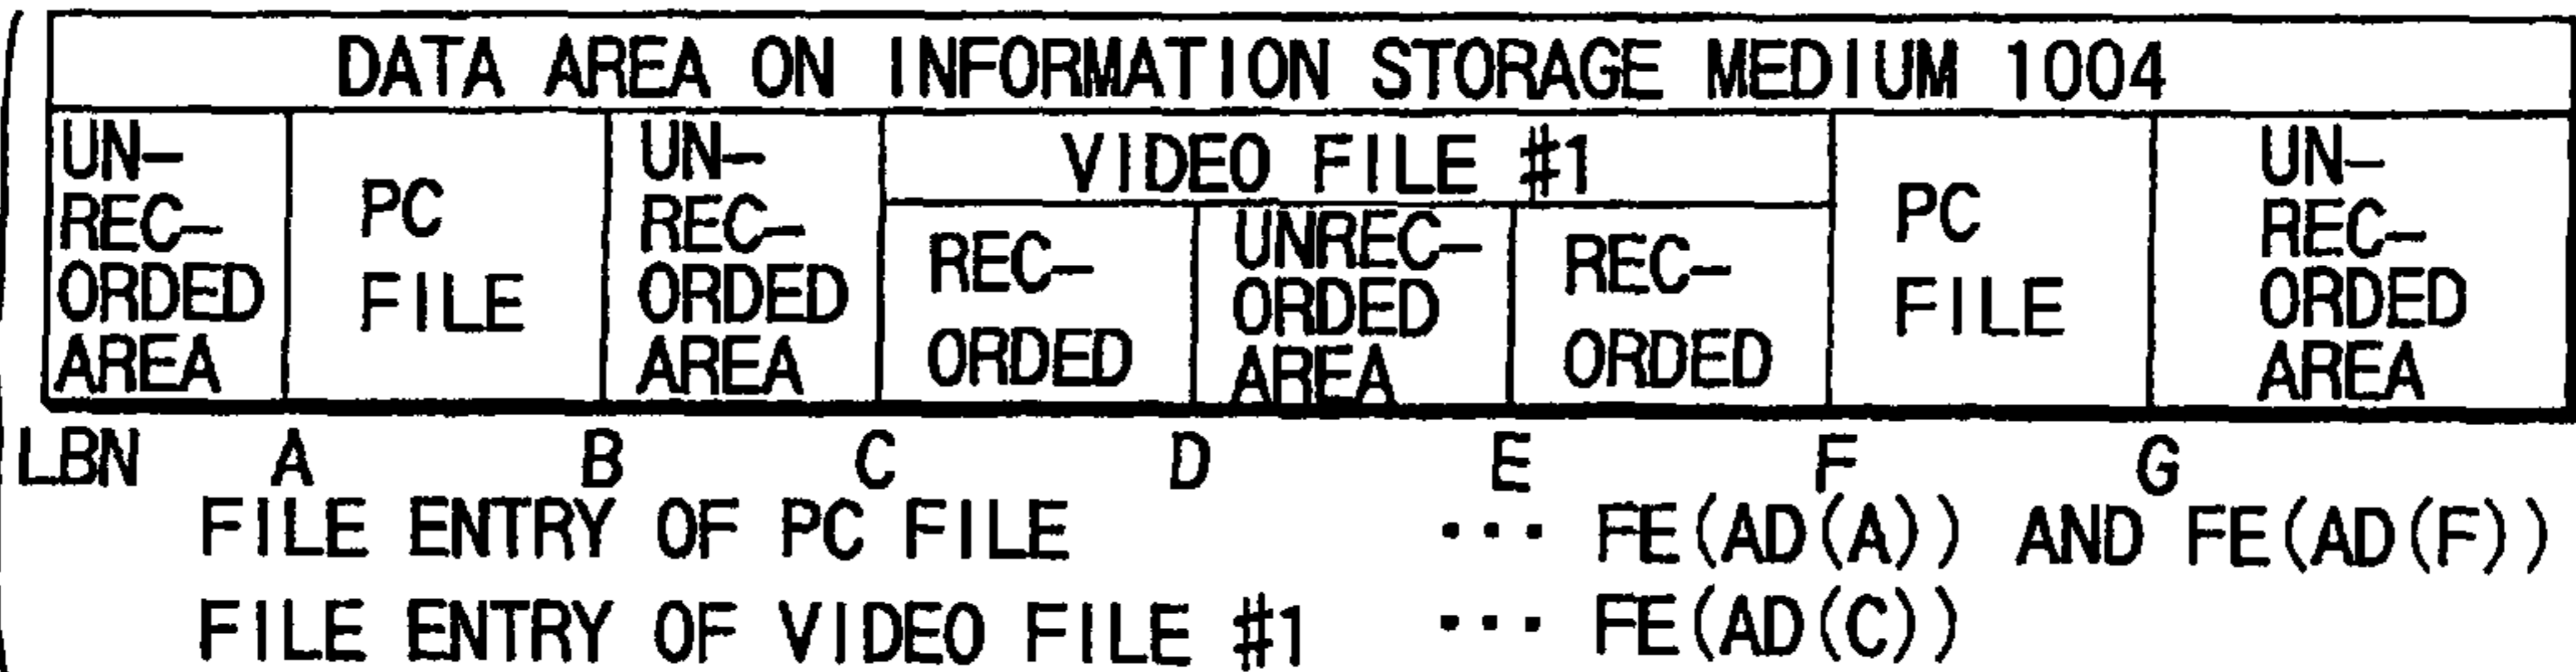 DATA AREA ON INFORMATION STORAGE MEDIUM 1004
UN-
REC-
ORDED
AREA
PC
FILE
UN-
REC-
ORDED
AREA
VIDEO FILE #1
REC-
ORDED
UNREC-
ORDED
AREA
REC-
ORDED
PC
FILE
UN-
REC-
ORDED
AREA
LBN A B C D E F G
FILE ENTRY OF PC FILE ··· FE(AD(A)) AND FE(AD(F))
FILE ENTRY OF VIDEO FILE #1 ··· FE(AD(C))